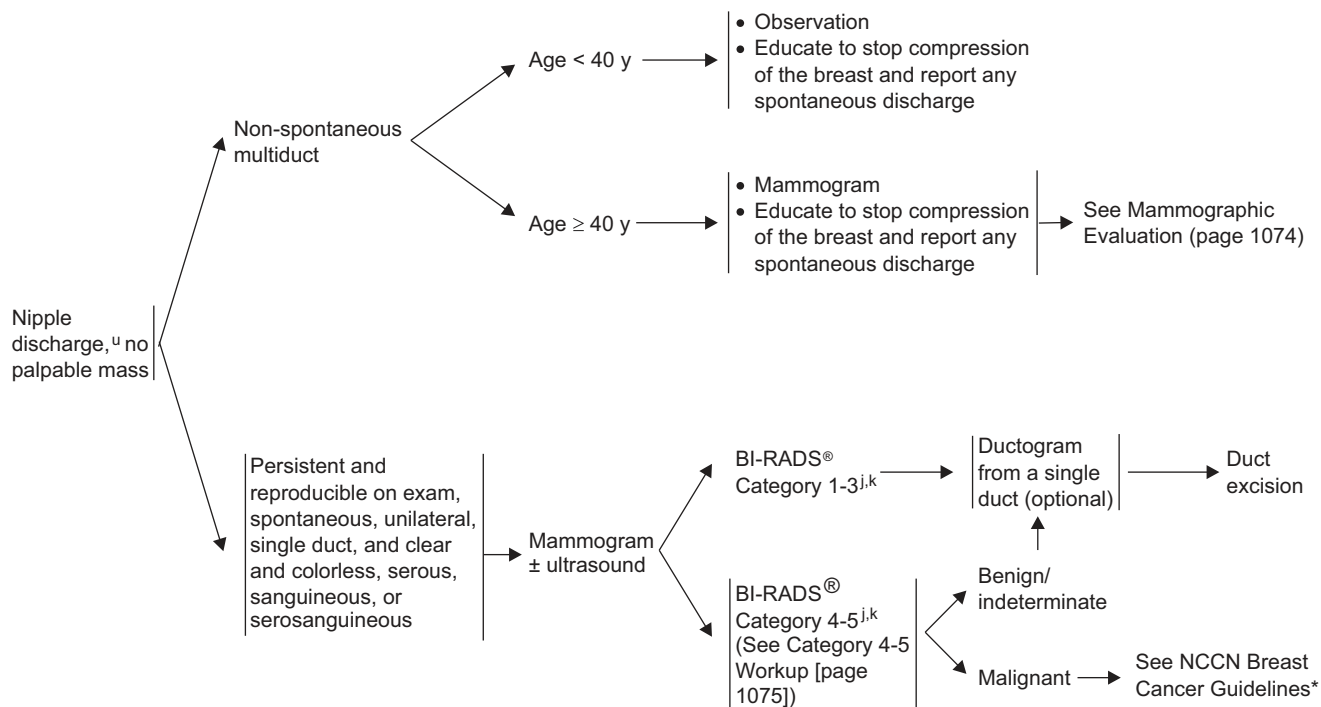 Nipple
discharge,ᵘ no
palpable mass
Non-spontaneous
multiduct
Age < 40 y
• Observation
• Educate to stop compression
of the breast and report any
spontaneous discharge
Age ≥ 40 y
• Mammogram
• Educate to stop compression
of the breast and report any
spontaneous discharge
See Mammographic
Evaluation (page 1074)
Persistent and
reproducible on exam,
spontaneous, unilateral,
single duct, and clear
and colorless, serous,
sanguineous, or
serosanguineous
Mammogram
± ultrasound
BI-RADS®
Category 1-3ʲ,ᵏ
Ductogram
from a single
duct (optional)
Duct
excision
BI-RADS®
Category 4-5ʲ,ᵏ
(See Category 4-5
Workup [page
1075])
Benign/
indeterminate
Malignant
See NCCN Breast
Cancer Guidelines*